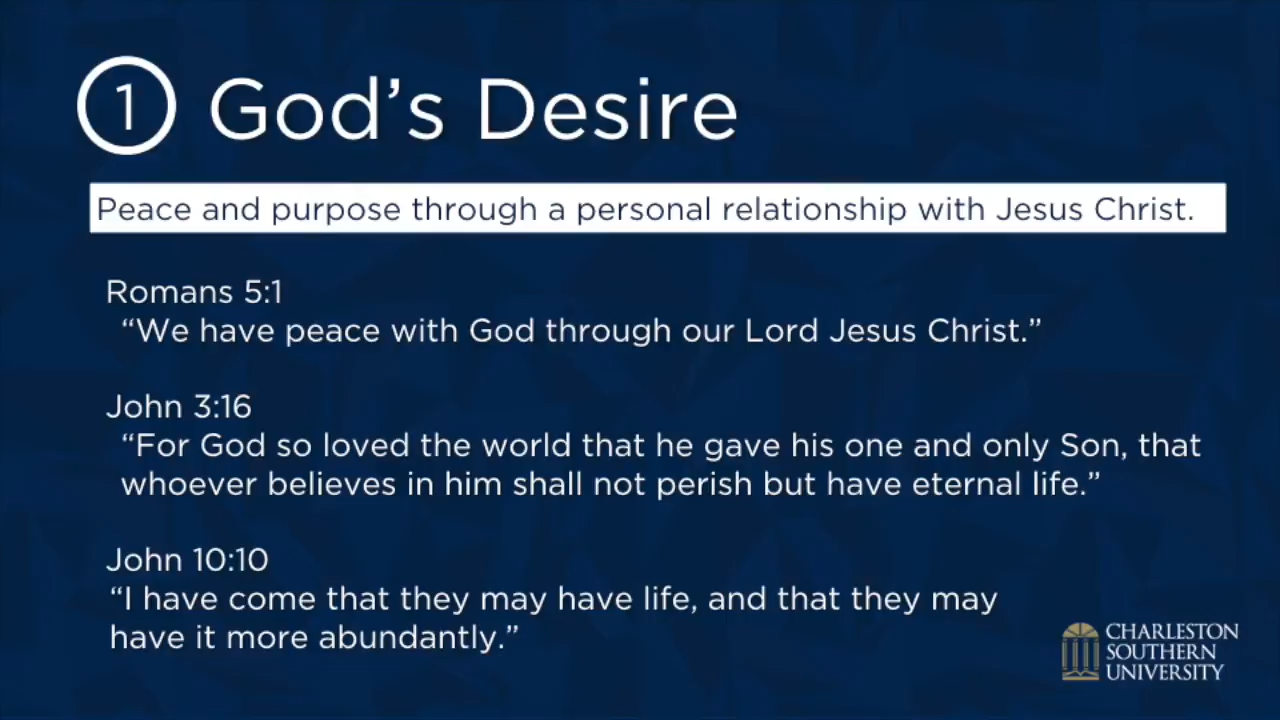 1 God’s Desire
Peace and purpose through a personal relationship with Jesus Christ.
Romans 5:1
“We have peace with God through our Lord Jesus Christ.”
John 3:16
“For God so loved the world that he gave his one and only Son, that
whoever believes in him shall not perish but have eternal life.”
John 10:10
“I have come that they may have life, and that they may
have it more abundantly.”
CHARLESTON
SOUTHERN
UNIVERSITY